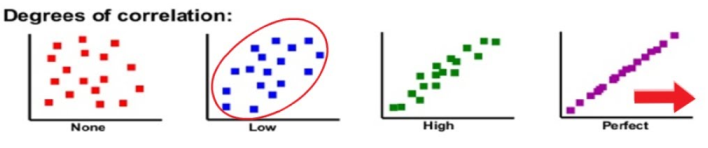 Degrees of correlation:
None
Low
High
Perfect